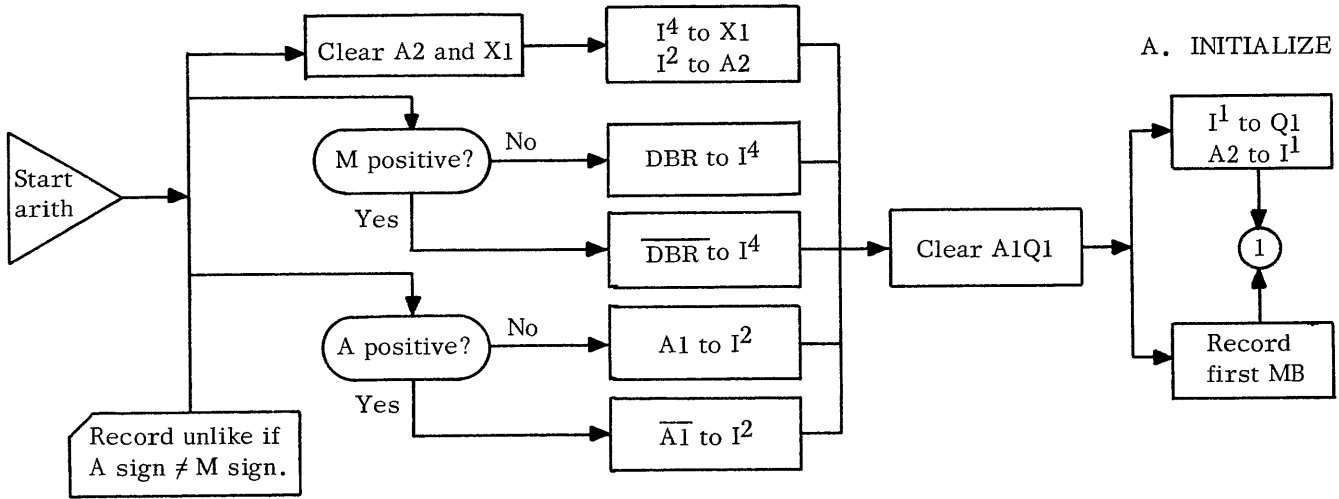 A. INITIALIZE
Start
arith
Clear A2 and X1
I⁴ to X1
I² to A2
M positive?
No
Yes
DBR to I⁴
D̅B̅R̅ to I⁴
A positive?
No
Yes
A1 to I²
A̅1̅ to I²
Record unlike if
A sign ≠ M sign.
Clear A1Q1
I¹ to Q1
A2 to I¹
1
Record
first MB